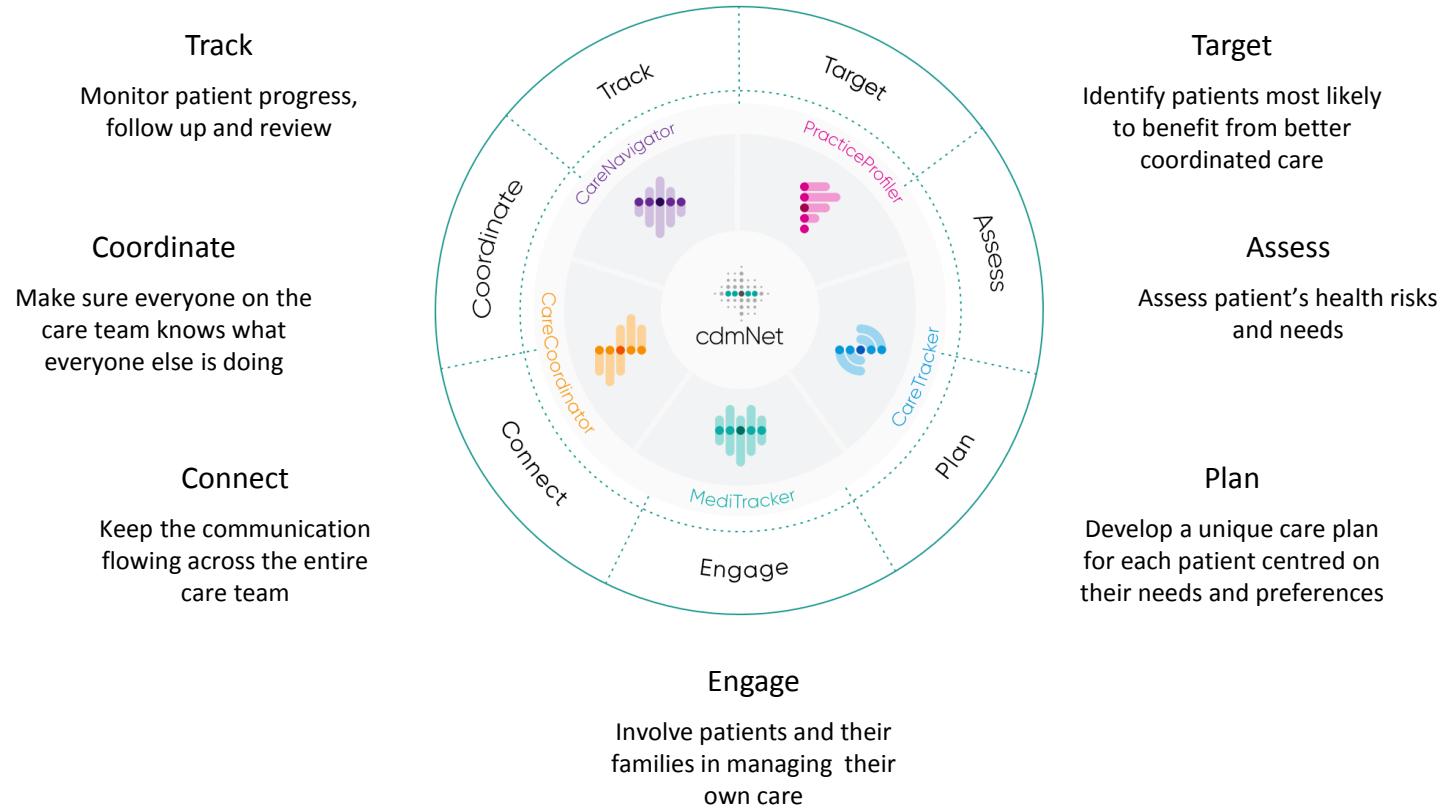 Track
Monitor patient progress,
follow up and review
Coordinate
Make sure everyone on the
care team knows what
everyone else is doing
Connect
Keep the communication
flowing across the entire
care team
Track
Target
Assess
Plan
Engage
Connect
Coordinate
CareNavigator
PracticeProfiler
CareTracker
MediTracker
CareCoordinator
cdmNet
Target
Identify patients most likely
to benefit from better
coordinated care
Assess
Assess patient’s health risks
and needs
Plan
Develop a unique care plan
for each patient centred on
their needs and preferences
Engage
Involve patients and their
families in managing  their
own care